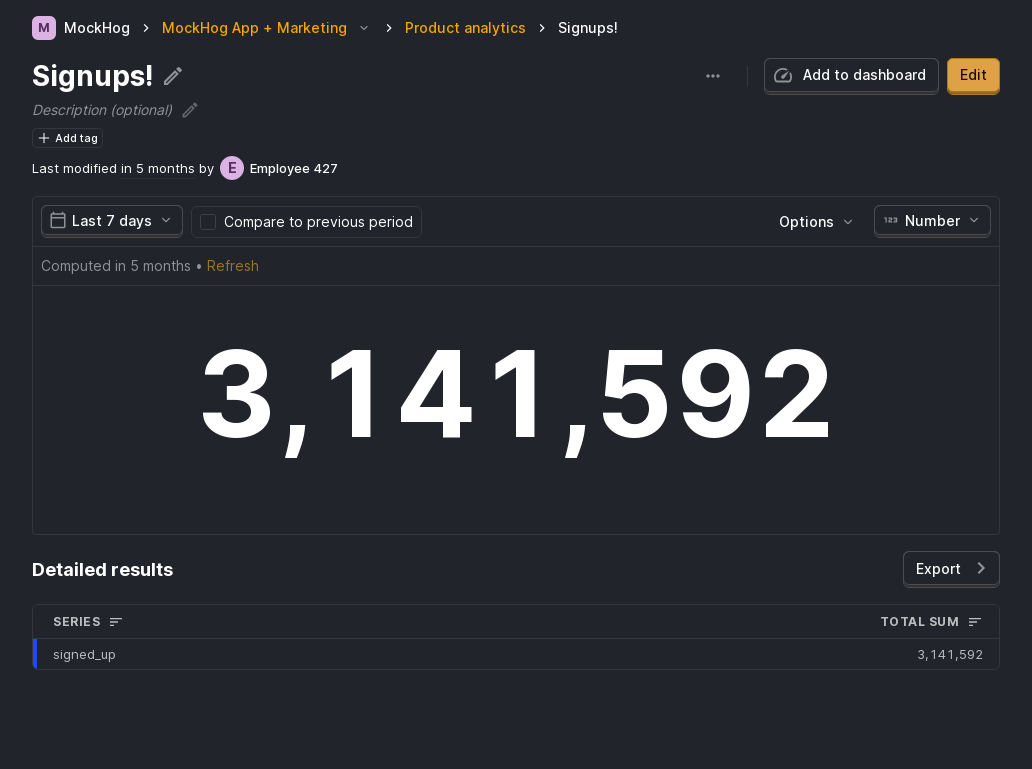 M MockHog MockHog App + Marketing Product analytics Signups!
Signups!
Add to dashboard
Edit
Description (optional)
Add tag
Last modified in 5 months by E Employee 427
Last 7 days
Compare to previous period
Options
123 Number
Computed in 5 months • Refresh
3,141,592
Detailed results
Export
SERIES TOTAL SUM
signed_up 3,141,592